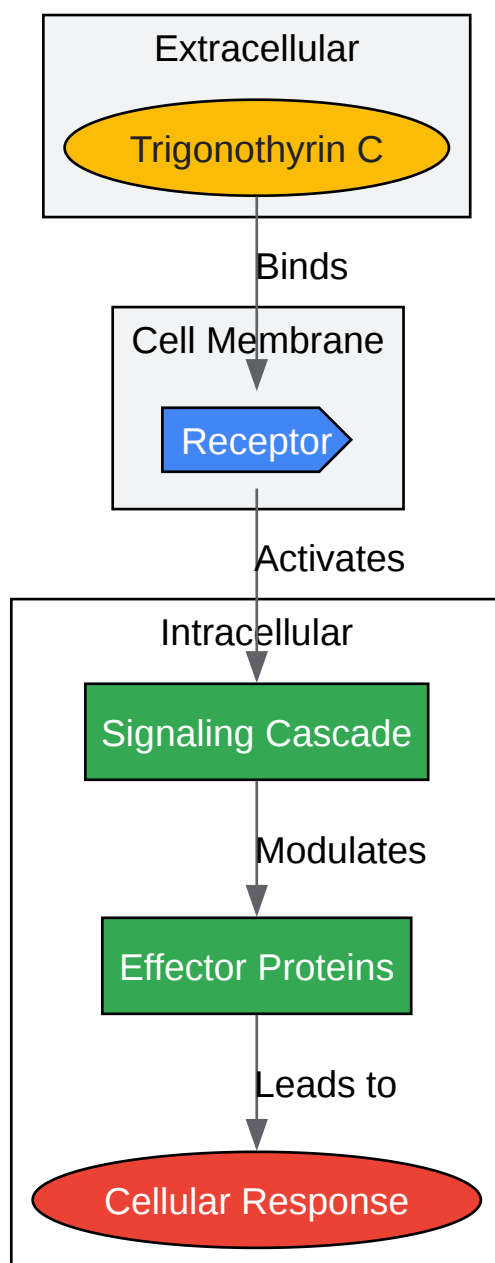 Extracellular
Trigonothyrin C
Binds
Cell Membrane
Receptor
Activates
Intracellular
Signaling Cascade
Modulates
Effector Proteins
Leads to
Cellular Response